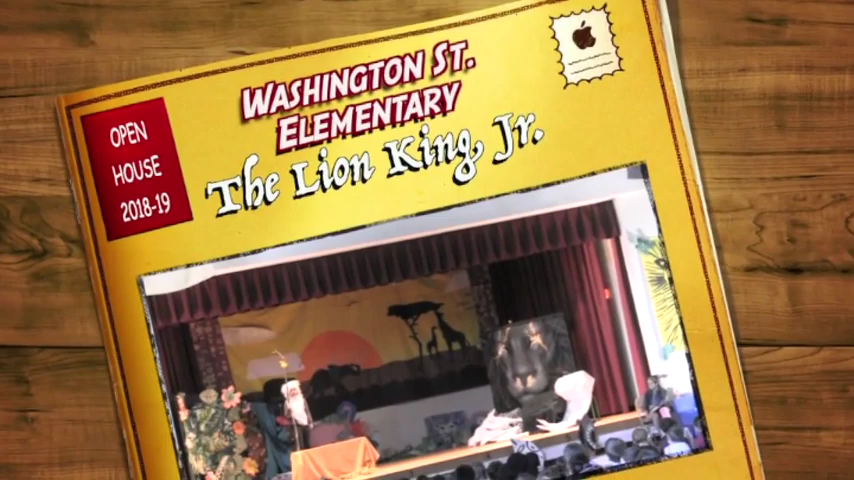 OPEN
HOUSE
2018-19
WASHINGTON ST.
ELEMENTARY
The Lion King, Jr.